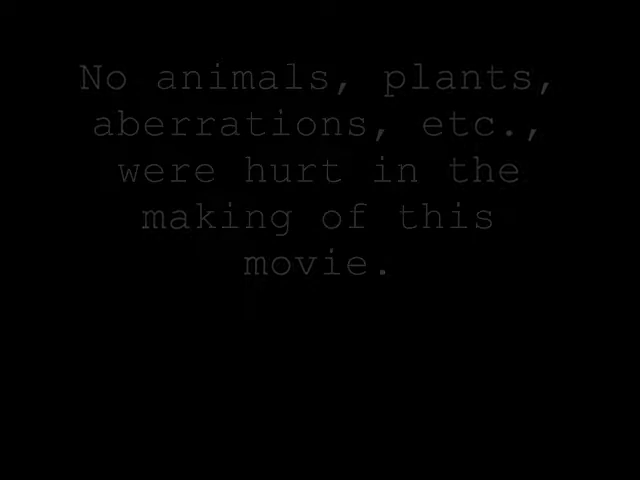 No animals, plants,
aberrations, etc.,
were hurt in the
making of this
movie.